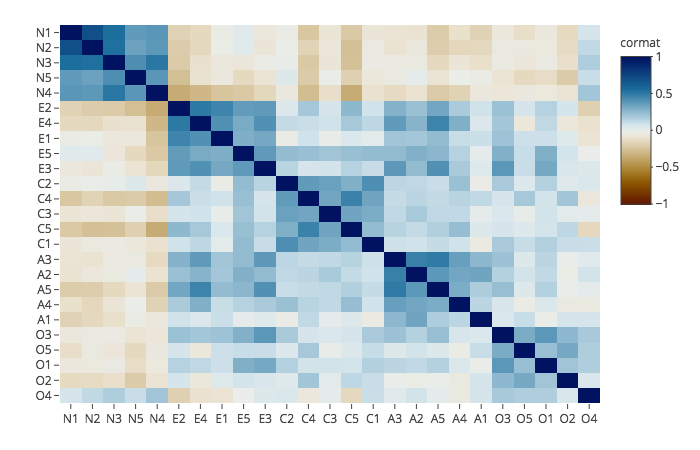 cormat
N1
N2
N3
N5
N4
E2
E4
E1
E5
E3
C2
C4
C3
C5
C1
A3
A2
A5
A4
A1
O3
O5
O1
O2
O4
1
0.5
0
−0.5
−1
N1 N2 N3 N5 N4 E2 E4 E1 E5 E3 C2 C4 C3 C5 C1 A3 A2 A5 A4 A1 O3 O5 O1 O2 O4